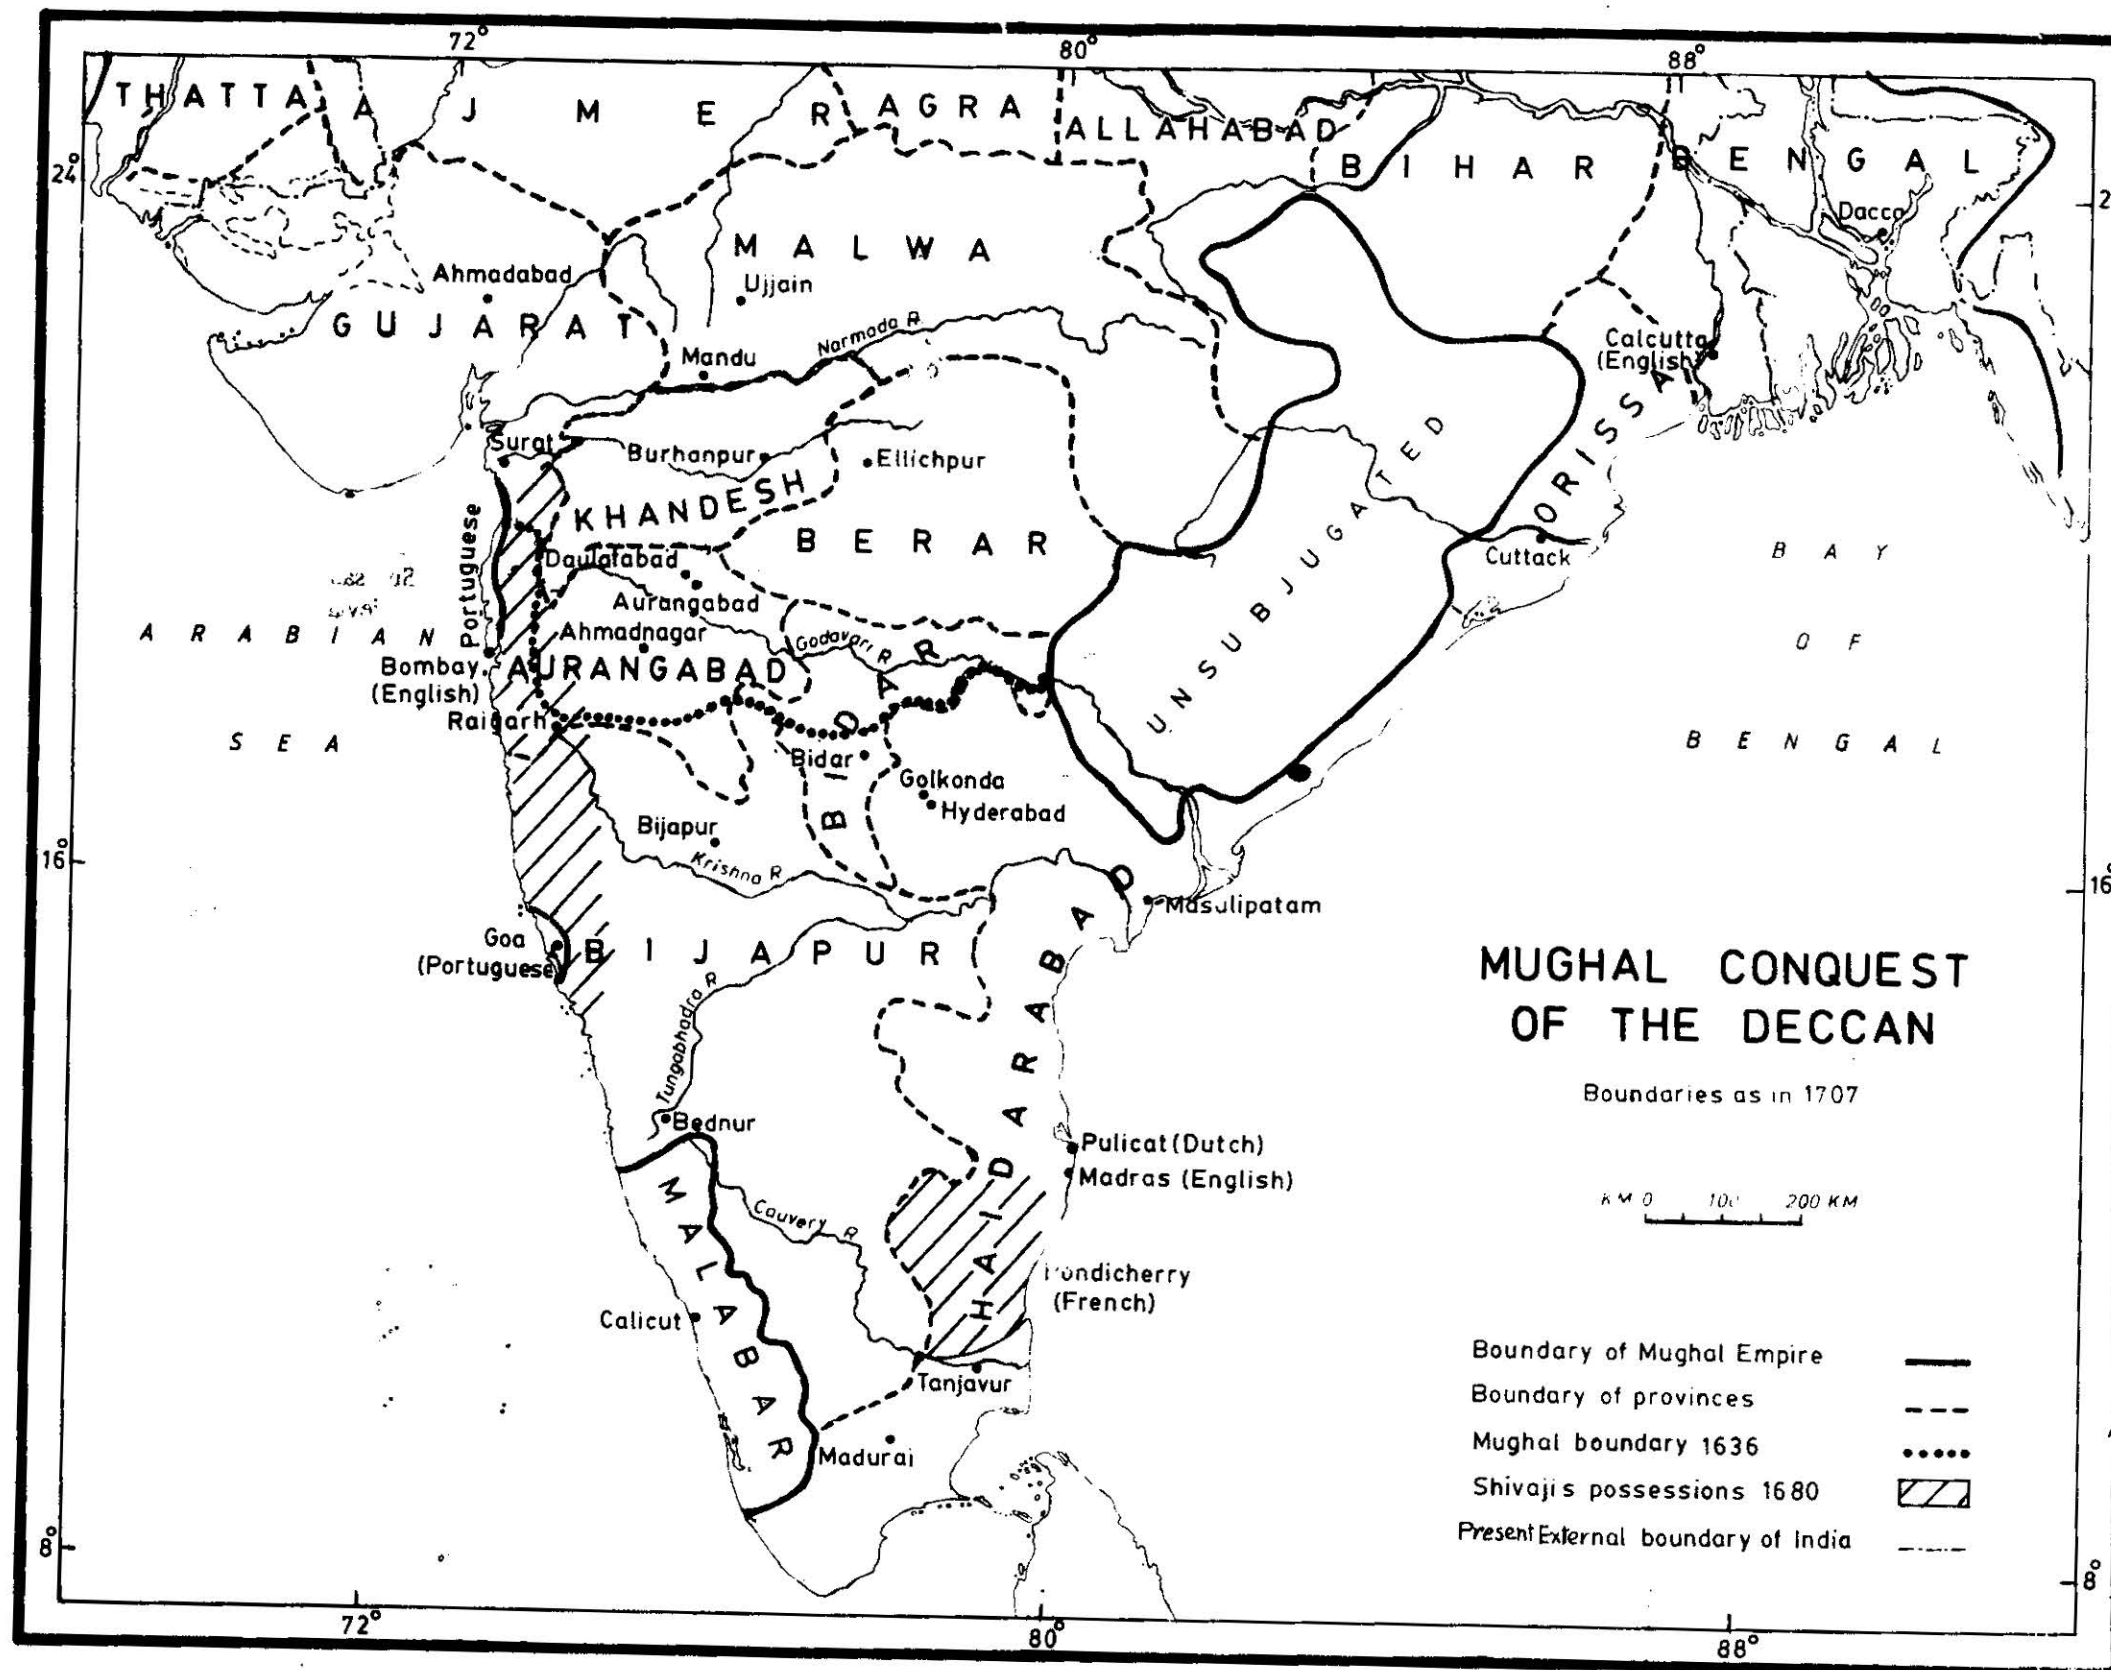 72°
80°
88°
THATTA
AJMER
AGRA
ALLAHABAD
BIHAR
BENGAL
24°
Dacca
MALWA
Ahmadabad
Ujjain
GUJARAT
Narmada R
Mandu
Calcutta
(English)
Surat
Burhanpur
Ellichpur
KHANDESH
BERAR
UNSUBJUGATED
ORISSA
Portuguese
Daulatabad
Cuttack
Aurangabad
Ahmadnagar
Godavari R
ARABIAN
SEA
BAY
OF
BENGAL
Bombay
(English)
AURANGABAD
Raigarh
BIDAR
Bidar
Golkonda
Hyderabad
Bijapur
Krishna R
16°
16°
Masulipatam
Goa
(Portuguese)
BIJAPUR
Tungabhadra R
HAIDARABAD
MUGHAL CONQUEST
OF THE DECCAN
Boundaries as in 1707
Bednur
Pulicat (Dutch)
Madras (English)
KM 0 100 200 KM
MALABAR
Cauvery R
Pondicherry
(French)
Calicut
Tanjavur
Madurai
Boundary of Mughal Empire
Boundary of provinces
Mughal boundary 1636
Shivajis possessions 1680
Present External boundary of India
8°
8°
72°
80°
88°